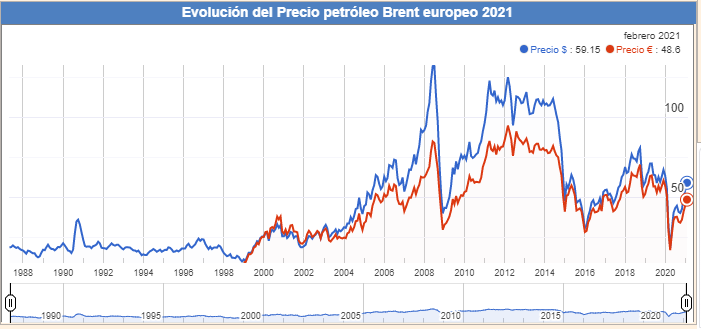 Evolución del Precio petróleo Brent europeo 2021
febrero 2021
Precio $ : 59.15 Precio € : 48.6
100
50
1988 1990 1992 1994 1996 1998 2000 2002 2004 2006 2008 2010 2012 2014 2016 2018 2020
1990 1995 2000 2005 2010 2015 2020